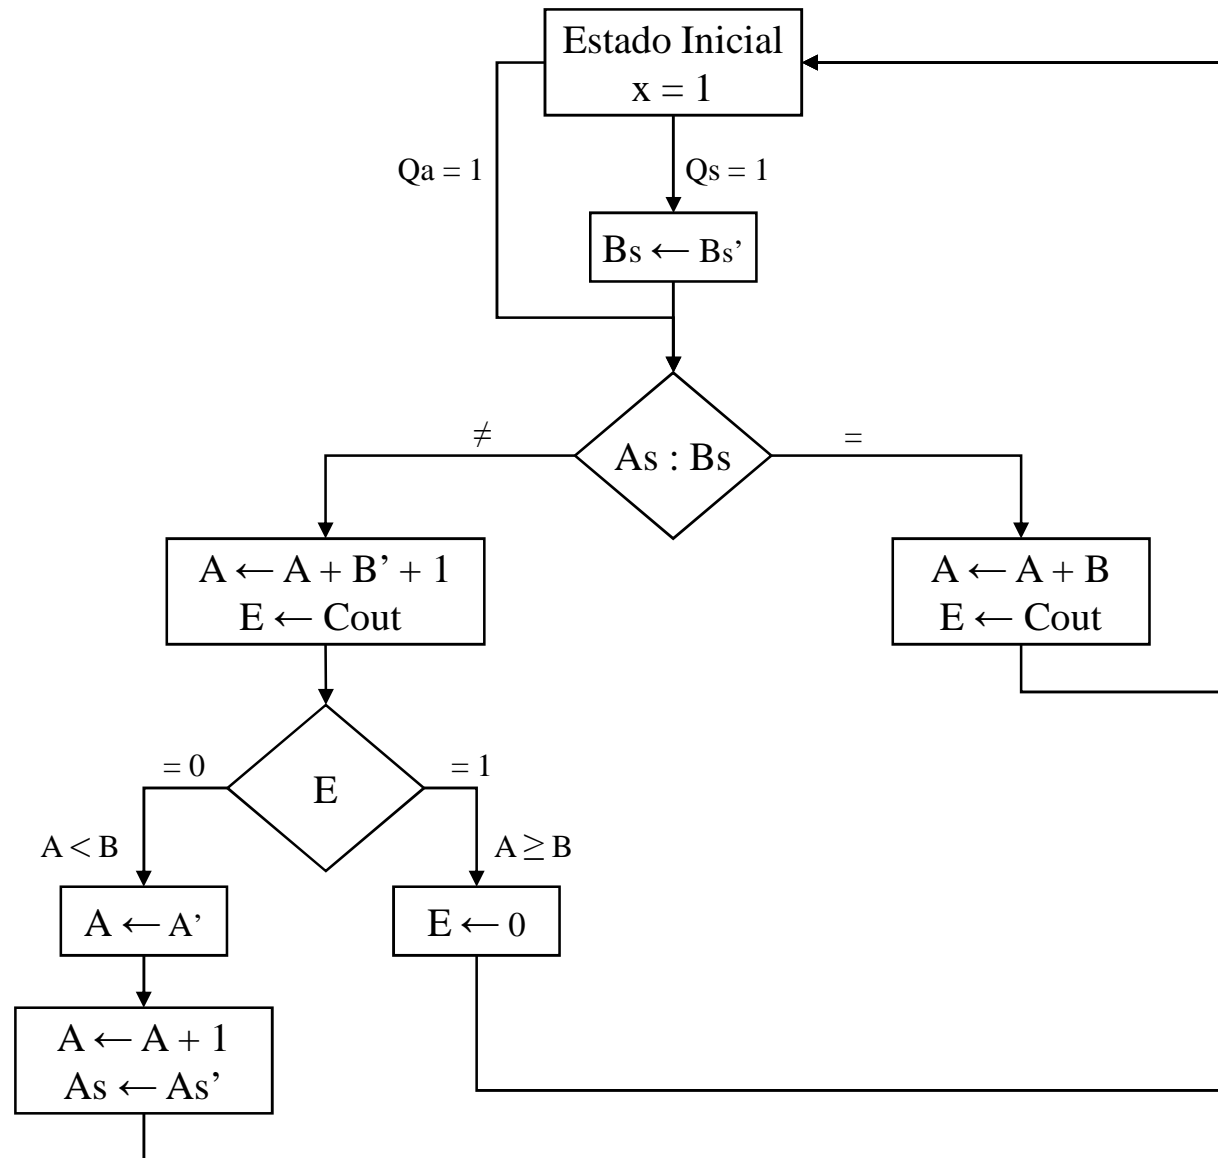 Estado Inicial
x = 1
Qa = 1
Qs = 1
Bs ← Bs’
≠
=
As : Bs
A ← A + B’ + 1
E ← Cout
A ← A + B
E ← Cout
= 0
= 1
E
A < B
A ≥ B
A ← A’
E ← 0
A ← A + 1
As ← As’